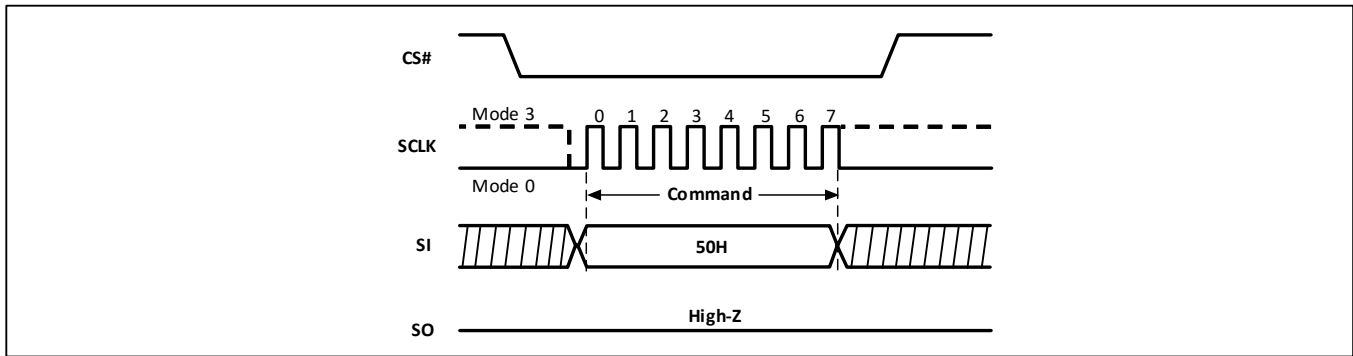 CS#
Mode 3
0 1 2 3 4 5 6 7
SCLK
Mode 0
Command
SI
50H
High-Z
SO